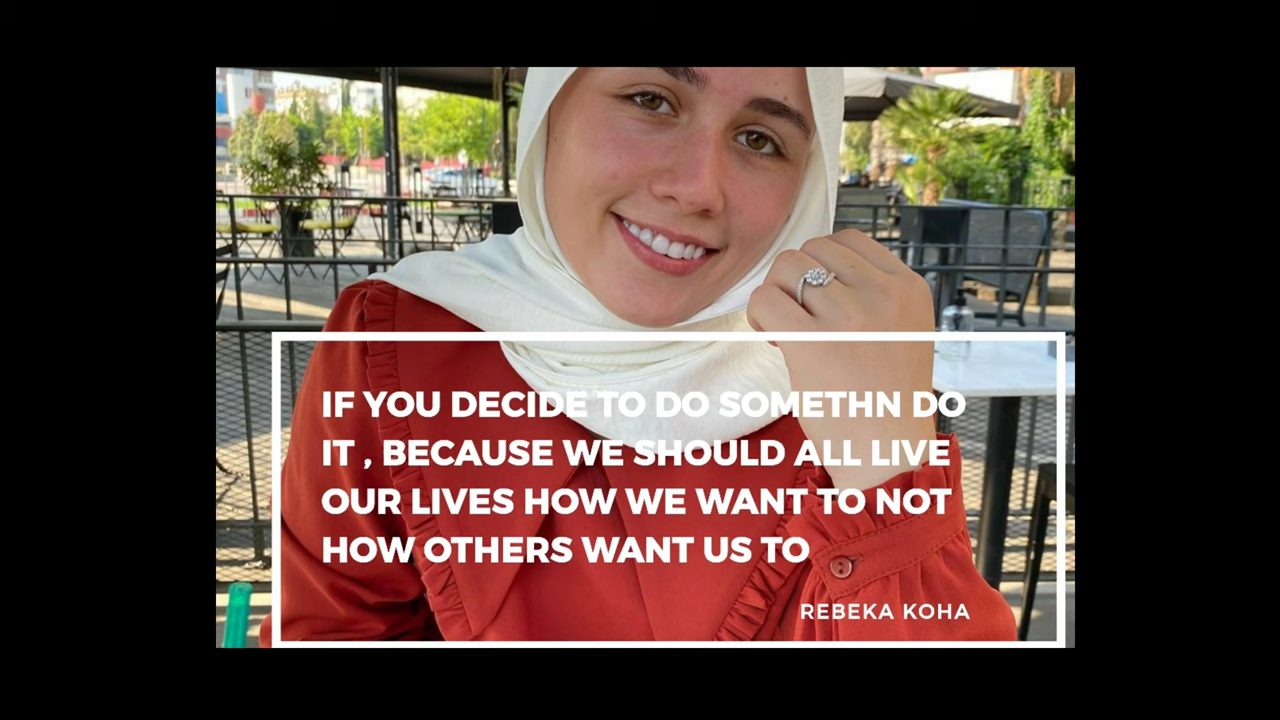 IF YOU DECIDE TO DO SOMETHN DO
IT , BECAUSE WE SHOULD ALL LIVE
OUR LIVES HOW WE WANT TO NOT
HOW OTHERS WANT US TO
REBEKA KOHA